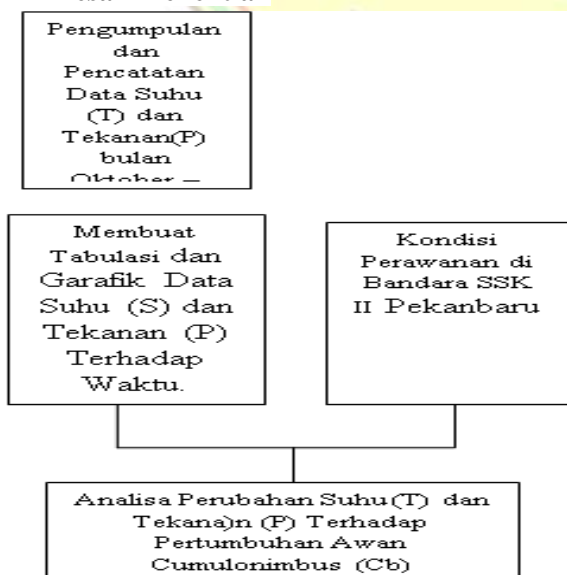 Pengumpulan
dan
Pencatatan
Data Suhu
(T) dan
Tekanan(P)
bulan
Oktober –
Membuat
Tabulasi dan
Garafik Data
Suhu (S) dan
Tekanan (P)
Terhadap
Waktu.
Kondisi
Perawanan di
Bandara SSK
II Pekanbaru
Analisa Perubahan Suhu(T) dan
Tekana)n (P) Terhadap
Pertumbuhan Awan
Cumulonimbus (Cb)